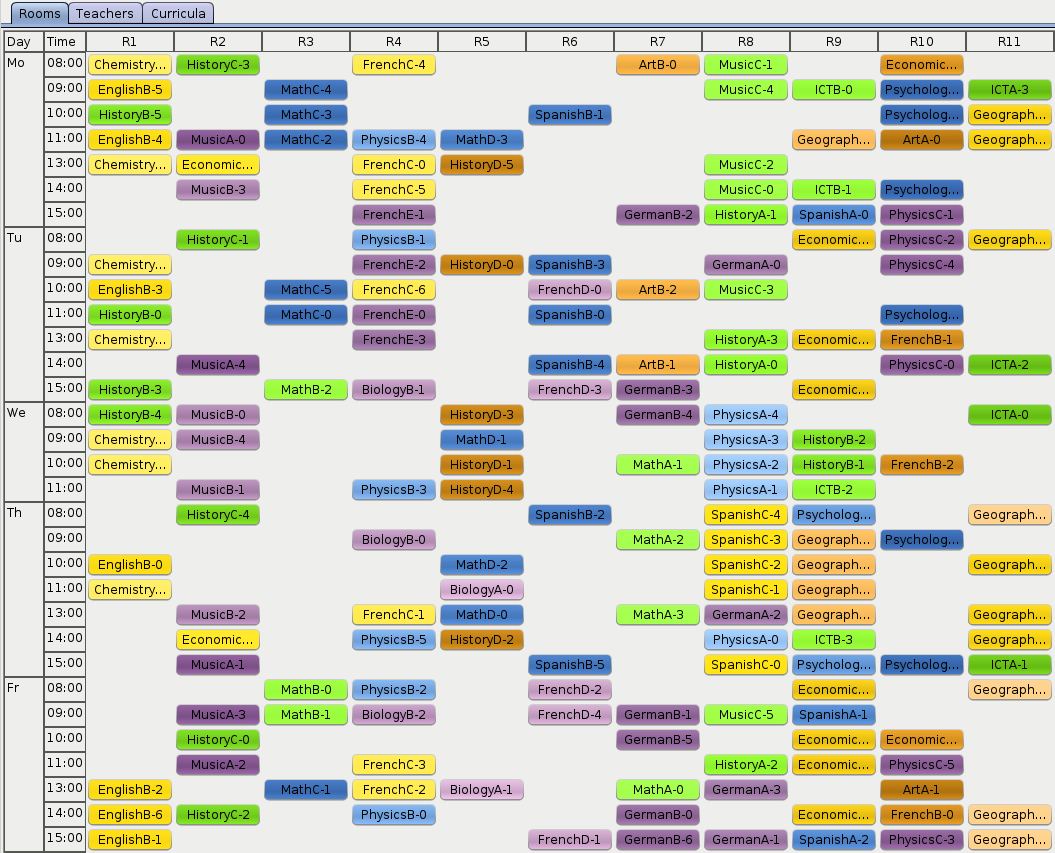 Rooms Teachers Curricula
Day Time R1 R2 R3 R4 R5 R6 R7 R8 R9 R10 R11
Mo 08:00 Chemistry... HistoryC-3 FrenchC-4 ArtB-0 MusicC-1 Economic...
09:00 EnglishB-5 MathC-4 MusicC-4 ICTB-0 Psycholog... ICTA-3
10:00 HistoryB-5 MathC-3 SpanishB-1 Psycholog... Geograph...
11:00 EnglishB-4 MusicA-0 MathC-2 PhysicsB-4 MathD-3 Geograph... ArtA-0 Geograph...
13:00 Chemistry... Economic... FrenchC-0 HistoryD-5 MusicC-2
14:00 MusicB-3 FrenchC-5 MusicC-0 ICTB-1 Psycholog...
15:00 FrenchE-1 GermanB-2 HistoryA-1 SpanishA-0 PhysicsC-1
Tu 08:00 HistoryC-1 PhysicsB-1 Economic... PhysicsC-2 Geograph...
09:00 Chemistry... FrenchE-2 HistoryD-0 SpanishB-3 GermanA-0 PhysicsC-4
10:00 EnglishB-3 MathC-5 FrenchC-6 FrenchD-0 ArtB-2 MusicC-3
11:00 HistoryB-0 MathC-0 FrenchE-0 SpanishB-0 Psycholog...
13:00 Chemistry... FrenchE-3 HistoryA-3 Economic... FrenchB-1
14:00 MusicA-4 SpanishB-4 ArtB-1 HistoryA-0 PhysicsC-0 ICTA-2
15:00 HistoryB-3 MathB-2 BiologyB-1 FrenchD-3 GermanB-3 Economic...
We 08:00 HistoryB-4 MusicB-0 HistoryD-3 GermanB-4 PhysicsA-4 ICTA-0
09:00 Chemistry... MusicB-4 MathD-1 PhysicsA-3 HistoryB-2
10:00 Chemistry... HistoryD-1 MathA-1 PhysicsA-2 HistoryB-1 FrenchB-2
11:00 MusicB-1 PhysicsB-3 HistoryD-4 PhysicsA-1 ICTB-2
Th 08:00 HistoryC-4 SpanishB-2 SpanishC-4 Psycholog... Geograph...
09:00 BiologyB-0 MathA-2 SpanishC-3 Geograph... Psycholog...
10:00 EnglishB-0 MathD-2 SpanishC-2 Geograph... Geograph...
11:00 Chemistry... BiologyA-0 SpanishC-1 Geograph...
13:00 MusicB-2 FrenchC-1 MathD-0 MathA-3 GermanA-2 Geograph... Geograph...
14:00 Economic... PhysicsB-5 HistoryD-2 PhysicsA-0 ICTB-3 Geograph...
15:00 MusicA-1 SpanishB-5 SpanishC-0 Psycholog... Psycholog... ICTA-1
Fr 08:00 MathB-0 PhysicsB-2 FrenchD-2 Economic... Geograph...
09:00 MusicA-3 MathB-1 BiologyB-2 FrenchD-4 GermanB-1 MusicC-5 SpanishA-1
10:00 HistoryC-0 GermanB-5 Economic... Economic...
11:00 MusicA-2 FrenchC-3 HistoryA-2 Economic... PhysicsC-5
13:00 EnglishB-2 MathC-1 FrenchC-2 BiologyA-1 MathA-0 GermanA-3 ArtA-1
14:00 EnglishB-6 HistoryC-2 PhysicsB-0 GermanB-0 Economic... FrenchB-0 Geograph...
15:00 EnglishB-1 FrenchD-1 GermanB-6 GermanA-1 SpanishA-2 PhysicsC-3 Geograph...